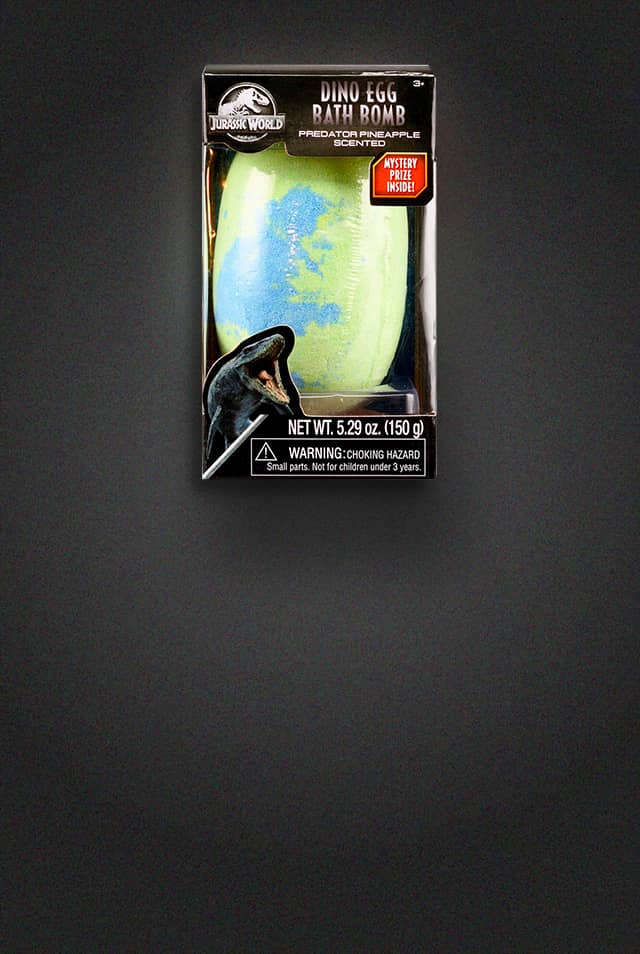 JURASSIC WORLD
DINO EGG
BATH BOMB
PREDATOR PINEAPPLE
SCENTED
3+
MYSTERY
PRIZE
INSIDE!
NET WT. 5.29 oz. (150 g)
WARNING: CHOKING HAZARD
Small parts. Not for children under 3 years.